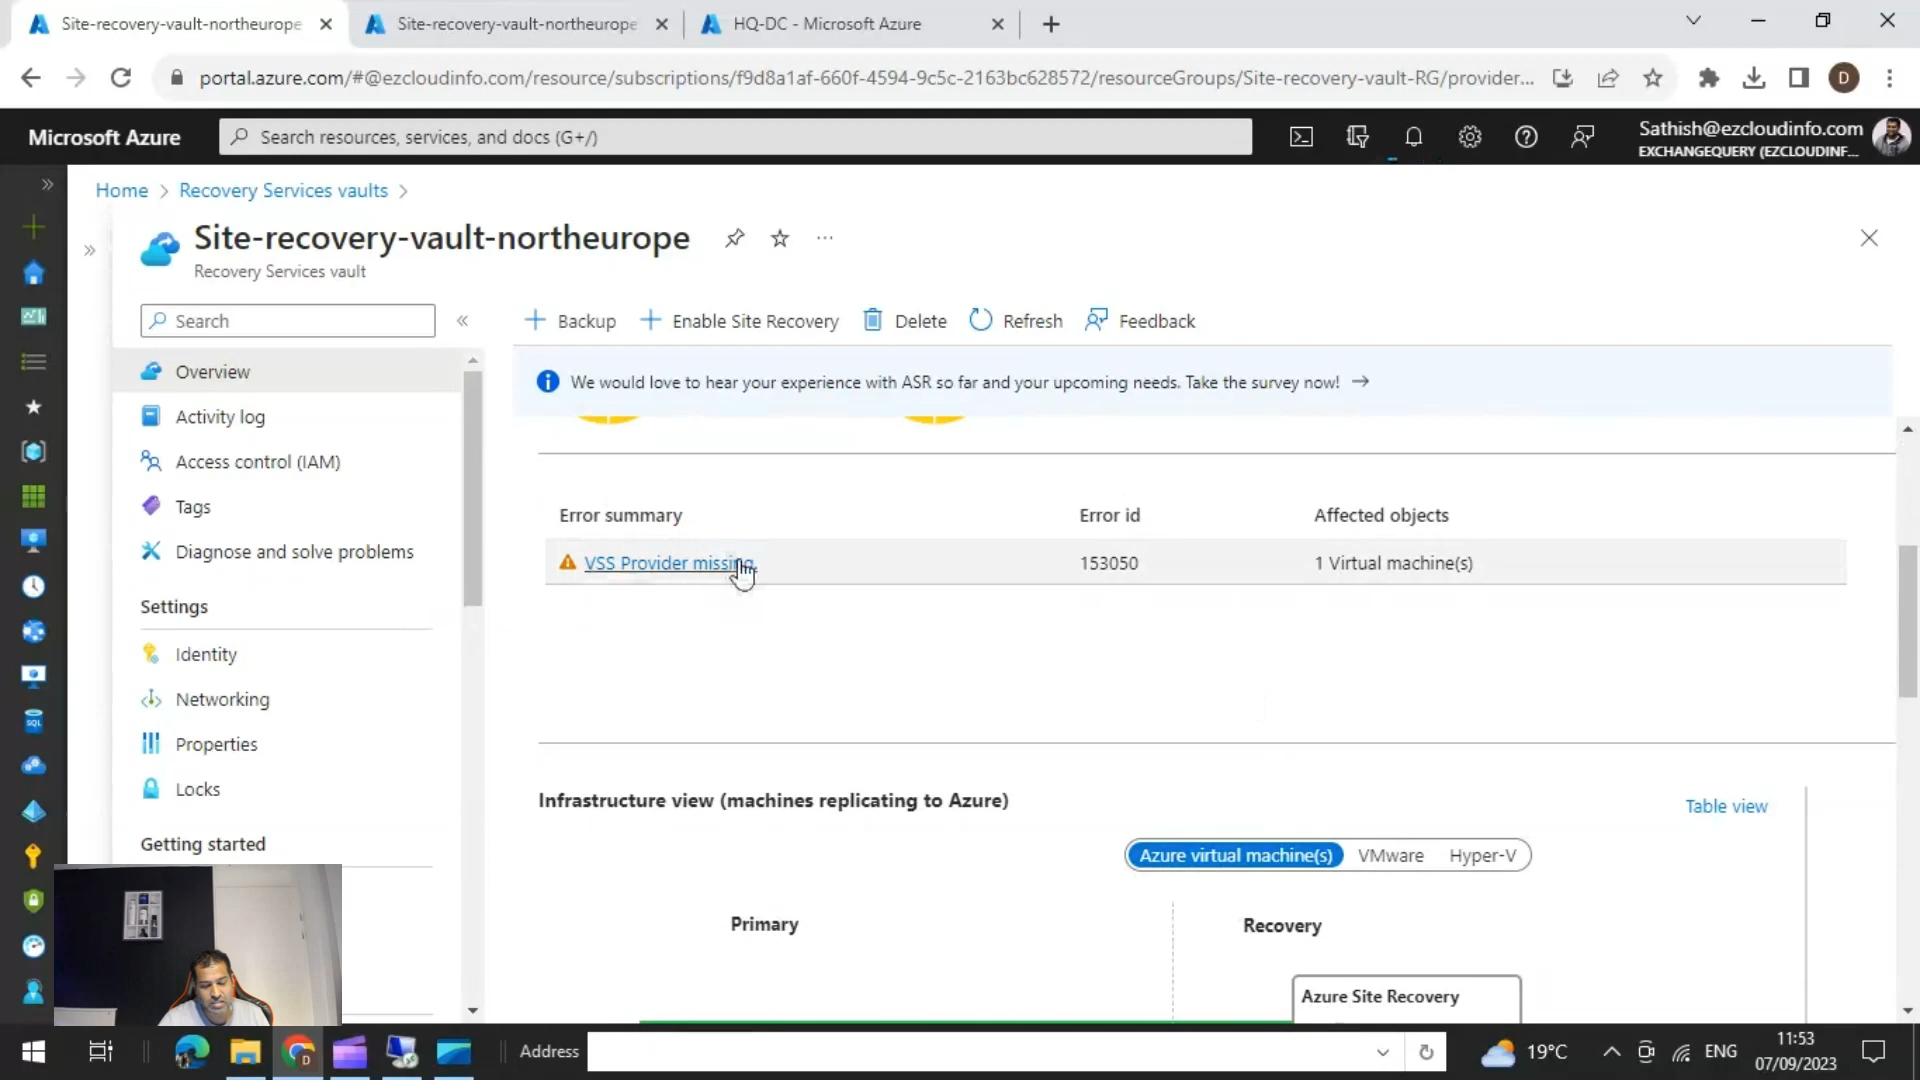 Site-recovery-vault-northeurope
Site-recovery-vault-northeurope
HQ-DC - Microsoft Azure
portal.azure.com/#@ezcloudinfo.com/resource/subscriptions/f9d8a1af-660f-4594-9c5c-2163bc628572/resourceGroups/Site-recovery-vault-RG/provider...
D
Microsoft Azure
Search resources, services, and docs (G+/)
Sathish@ezcloudinfo.com
EXCHANGEQUERY (EZCLOUDINF...
Home > Recovery Services vaults >
Site-recovery-vault-northeurope
Recovery Services vault
Search
Backup
Enable Site Recovery
Delete
Refresh
Feedback
We would love to hear your experience with ASR so far and your upcoming needs. Take the survey now! →
Overview
Activity log
Access control (IAM)
Tags
Diagnose and solve problems
Settings
Identity
Networking
Properties
Locks
Getting started
Error summary
Error id
Affected objects
VSS Provider missing.
153050
1 Virtual machine(s)
Infrastructure view (machines replicating to Azure)
Table view
Azure virtual machine(s)
VMware
Hyper-V
Primary
Recovery
Azure Site Recovery
SQL
D
Address
19°C
ENG
11:53
07/09/2023